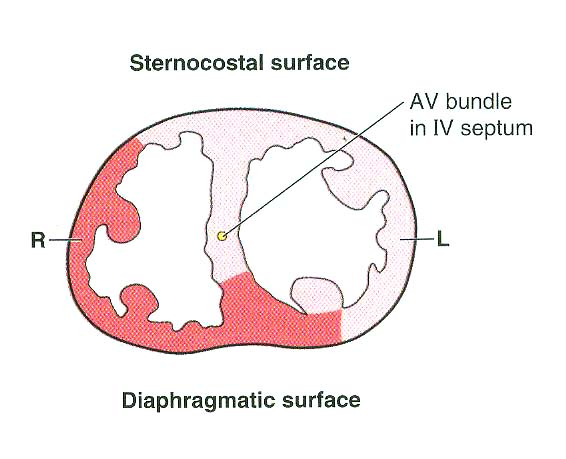 Sternocostal surface
AV bundle
in IV septum
R
L
Diaphragmatic surface